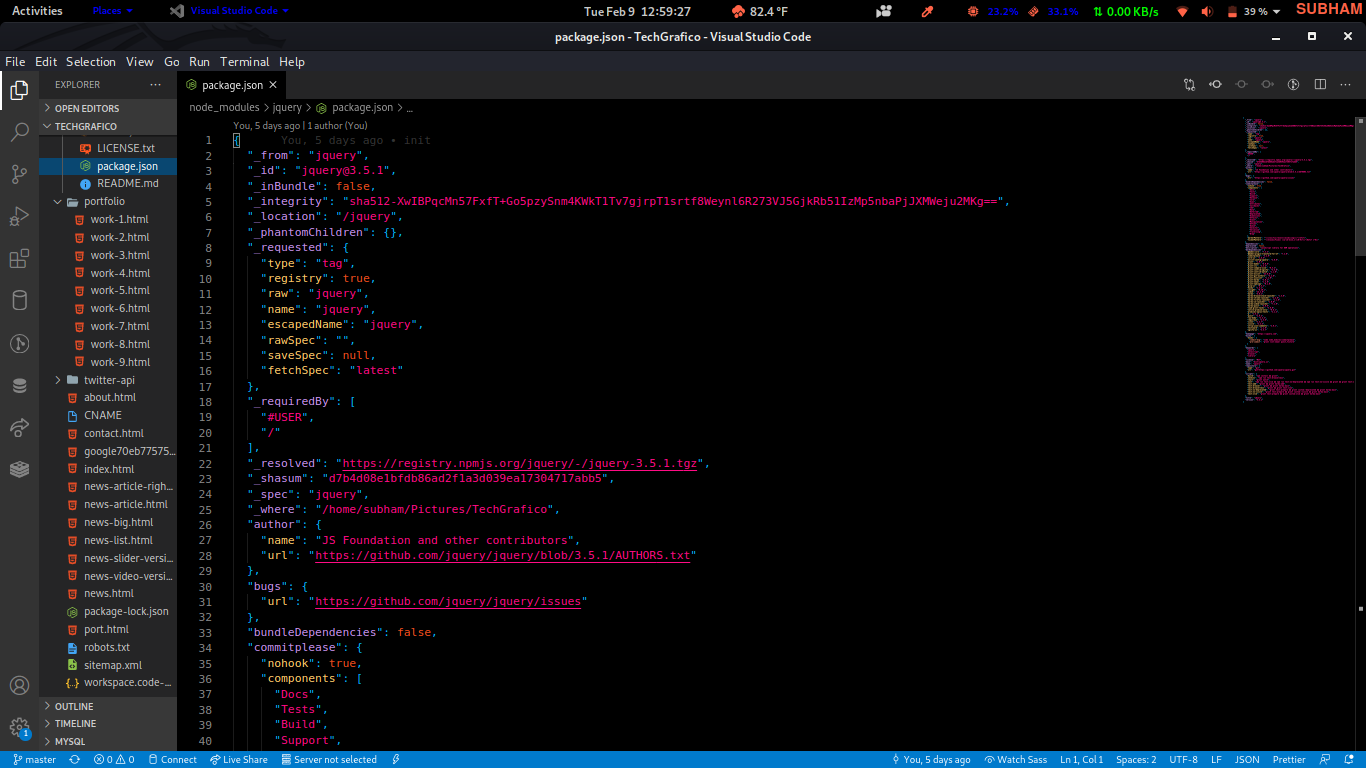 Activities Places Visual Studio Code Tue Feb 9 12:59:27 82.4 °F 23.2% 33.1% 0.00 KB/s 39 % SUBHAM
package.json - TechGrafico - Visual Studio Code
File Edit Selection View Go Run Terminal Help
EXPLORER
OPEN EDITORS
TECHGRAFICO
LICENSE.txt
package.json
README.md
portfolio
work-1.html
work-2.html
work-3.html
work-4.html
work-5.html
work-6.html
work-7.html
work-8.html
work-9.html
twitter-api
about.html
CNAME
contact.html
google70eb77575...
index.html
news-article-righ...
news-article.html
news-big.html
news-list.html
news-slider-versi...
news-video-versi...
news.html
package-lock.json
port.html
robots.txt
sitemap.xml
workspace.code-...
OUTLINE
TIMELINE
MYSQL
1
package.json
node_modules > jquery > package.json > ...
You, 5 days ago | 1 author (You)
1 { You, 5 days ago • init
2 "_from": "jquery",
3 "_id": "jquery@3.5.1",
4 "_inBundle": false,
5 "_integrity": "sha512-XwIBPqcMn57FxfT+Go5pzySnm4KWkT1Tv7gjrpT1srtf8Weynl6R273VJ5GjkRb51IzMp5nbaPjJXMWeju2MKg==",
6 "_location": "/jquery",
7 "_phantomChildren": {},
8 "_requested": {
9 "type": "tag",
10 "registry": true,
11 "raw": "jquery",
12 "name": "jquery",
13 "escapedName": "jquery",
14 "rawSpec": "",
15 "saveSpec": null,
16 "fetchSpec": "latest"
17 },
18 "_requiredBy": [
19 "#USER",
20 "/"
21 ],
22 "_resolved": "https://registry.npmjs.org/jquery/-/jquery-3.5.1.tgz",
23 "_shasum": "d7b4d08e1bfdb86ad2f1a3d039ea17304717abb5",
24 "_spec": "jquery",
25 "_where": "/home/subham/Pictures/TechGrafico",
26 "author": {
27 "name": "JS Foundation and other contributors",
28 "url": "https://github.com/jquery/jquery/blob/3.5.1/AUTHORS.txt"
29 },
30 "bugs": {
31 "url": "https://github.com/jquery/jquery/issues"
32 },
33 "bundleDependencies": false,
34 "commitplease": {
35 "nohook": true,
36 "components": [
37 "Docs",
38 "Tests",
39 "Build",
40 "Support",
master 0 0 Connect Live Share Server not selected You, 5 days ago Watch Sass Ln 1, Col 1 Spaces: 2 UTF-8 LF JSON Prettier